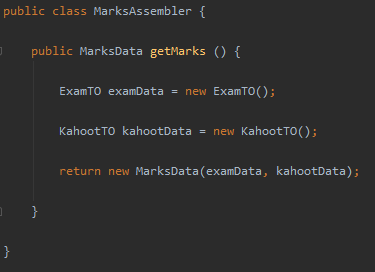 public class MarksAssembler {
public MarksData getMarks () {
ExamTO examData = new ExamTO();
KahootTO kahootData = new KahootTO();
return new MarksData(examData, kahootData);
}
}